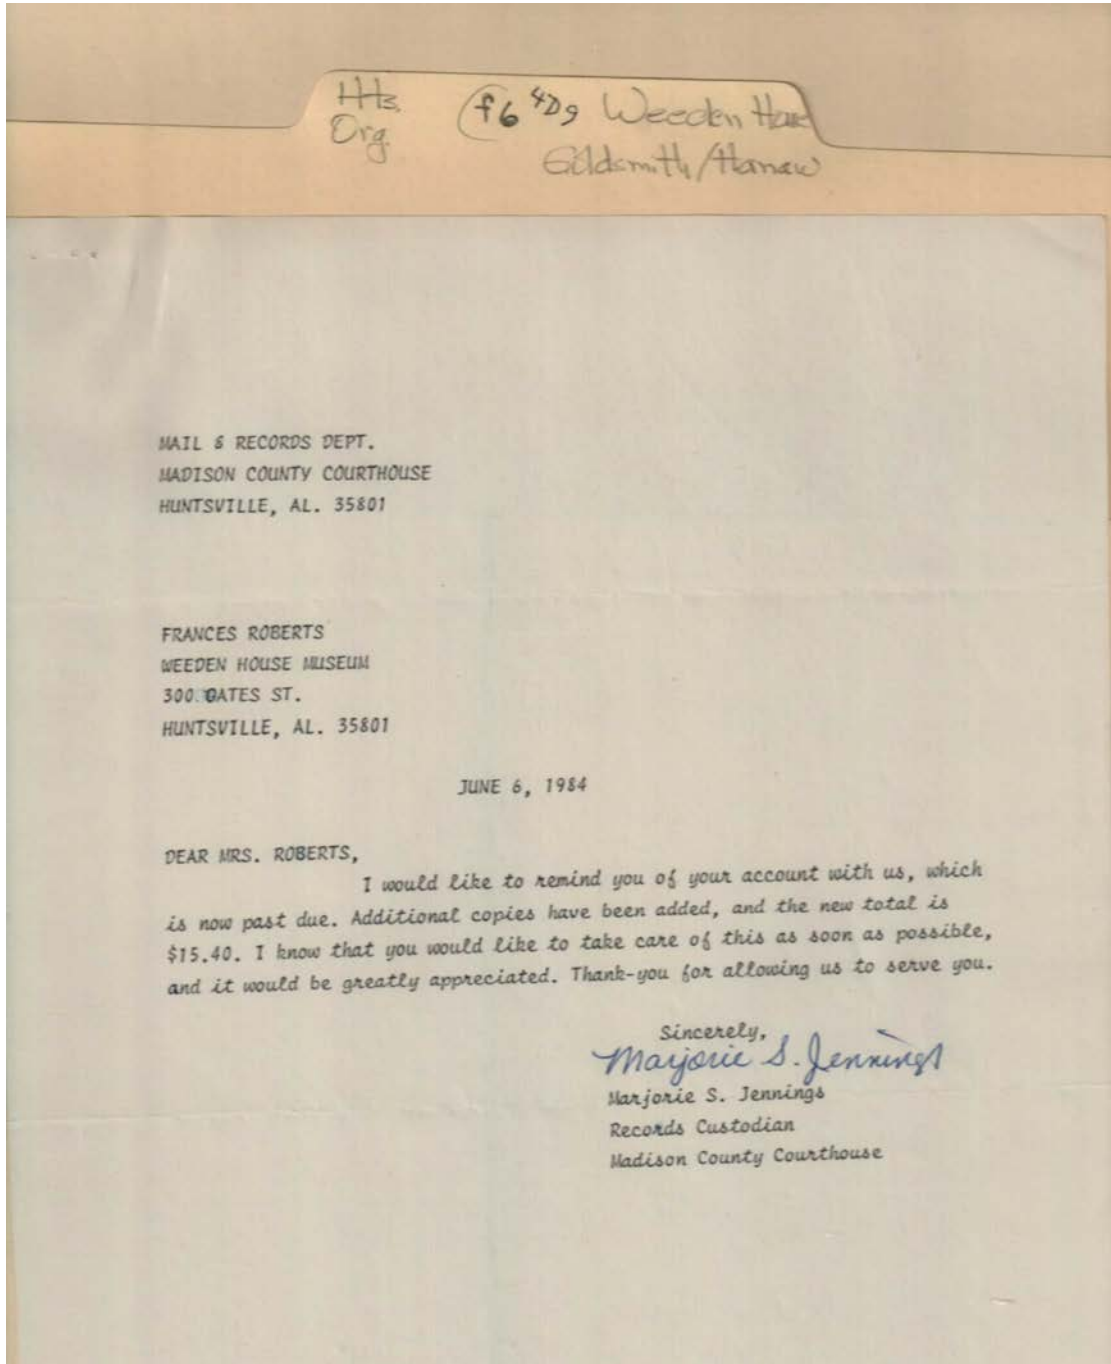 Hts.
Org.
f6 4D9 Weeden
Goldsmith/
MAIL & RECORDS DEPT.
MADISON COUNTY COURTHOUSE
HUNTSVILLE, AL. 35801
FRANCES ROBERTS
WEEDEN HOUSE MUSEUM
300 GATES ST.
HUNTSVILLE, AL. 35801
JUNE 6, 1984
DEAR MRS. ROBERTS,
I would like to remind you of your account with us, which
is now past due. Additional copies have been added, and the new total is
$15.40. I know that you would like to take care of this as soon as possible,
and it would be greatly appreciated. Thank-you for allowing us to serve you.
Sincerely,
Marjorie S. Jennings
Marjorie S. Jennings
Records Custodian
Madison County Courthouse